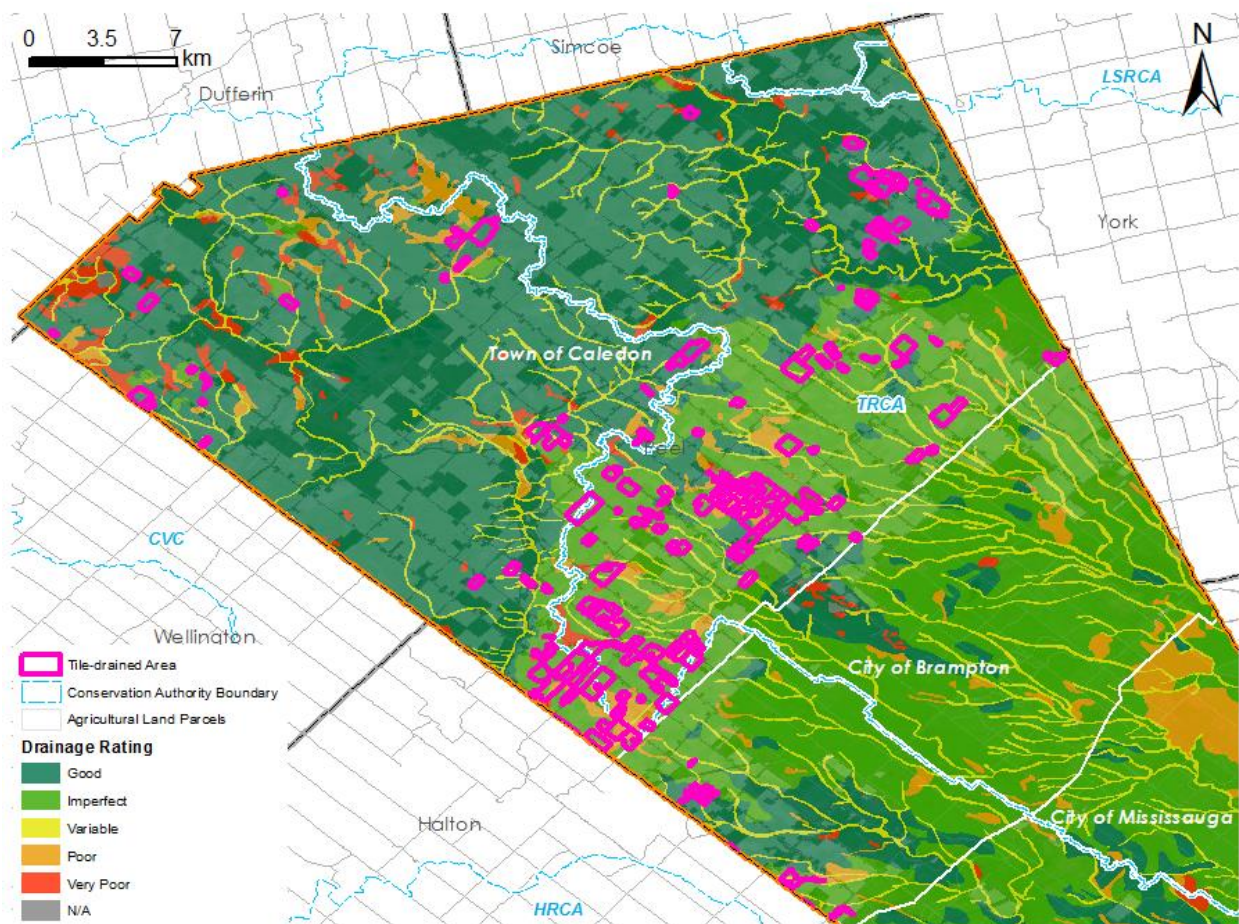 0 3.5 7
km
Simcoe
N
LSRCA
Dufferin
York
Town of Caledon
TRCA
Peel
CVC
Wellington
City of Brampton
City of Mississauga
Halton
HRCA
Tile-drained Area
Conservation Authority Boundary
Agricultural Land Parcels
Drainage Rating
Good
Imperfect
Variable
Poor
Very Poor
N/A